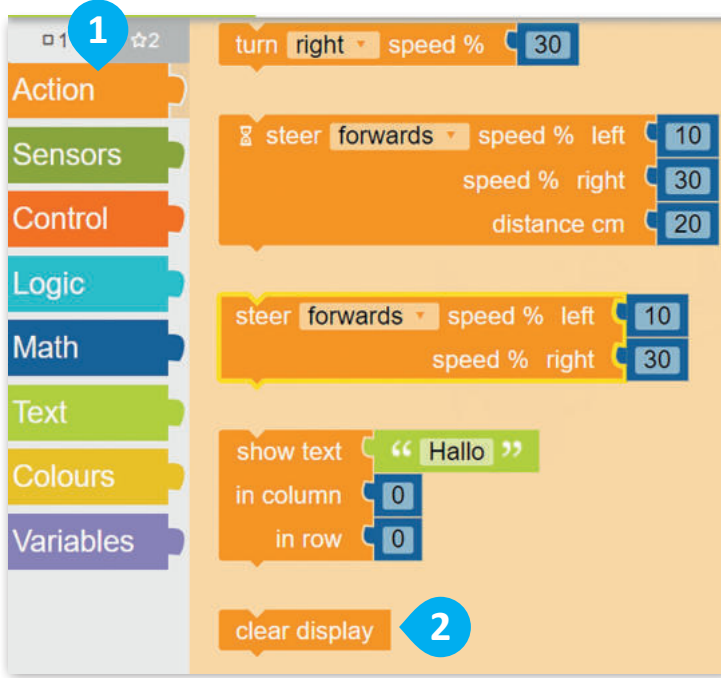 1 1 2
Action
Sensors
Control
Logic
Math
Text
Colours
Variables
turn right speed % 30
steer forwards speed % left 10
speed % right 30
distance cm 20
steer forwards speed % left 10
speed % right 30
show text “ Hallo ”
in column 0
in row 0
clear display 2